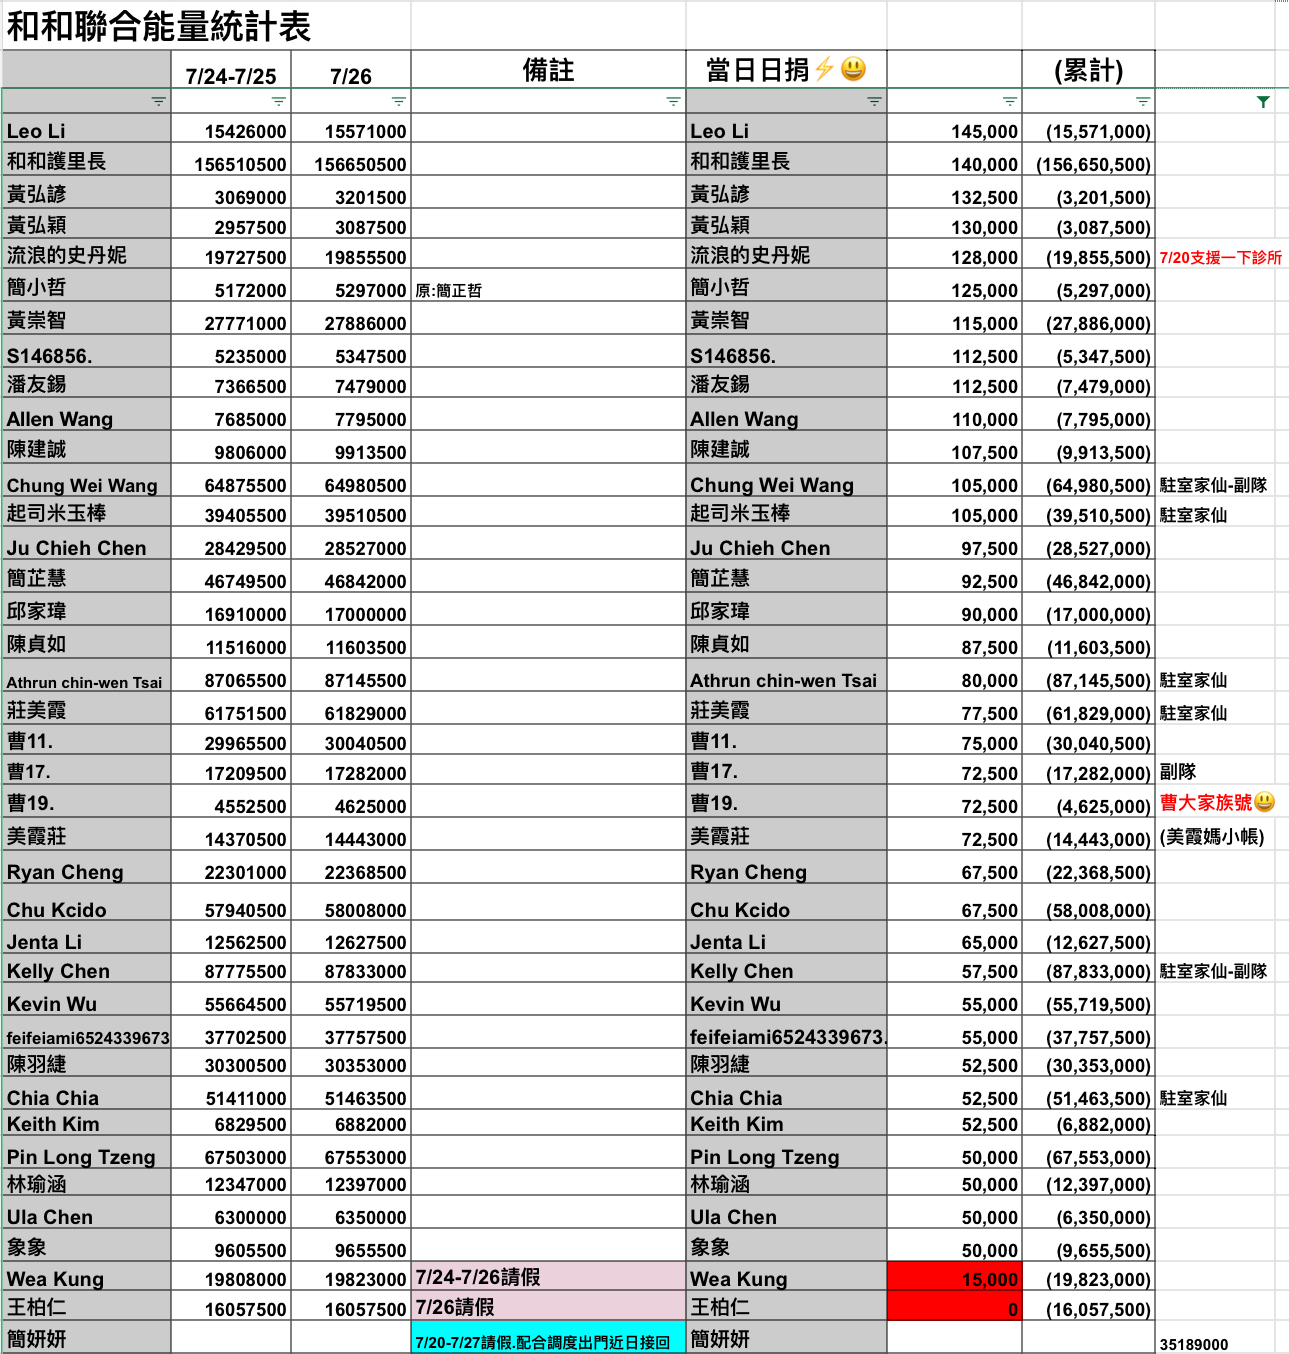 和和聯合能量統計表
7/24-7/25 7/26 備註 當日日捐⚡😃 (累計)
Leo Li 15426000 15571000 Leo Li 145,000 (15,571,000)
和和護里長 156510500 156650500 和和護里長 140,000 (156,650,500)
黃弘諺 3069000 3201500 黃弘諺 132,500 (3,201,500)
黃弘穎 2957500 3087500 黃弘穎 130,000 (3,087,500)
流浪的史丹妮 19727500 19855500 流浪的史丹妮 128,000 (19,855,500) 7/20支援一下診所
簡小哲 5172000 5297000 原:簡正哲 簡小哲 125,000 (5,297,000)
黃崇智 27771000 27886000 黃崇智 115,000 (27,886,000)
S146856. 5235000 5347500 S146856. 112,500 (5,347,500)
潘友錫 7366500 7479000 潘友錫 112,500 (7,479,000)
Allen Wang 7685000 7795000 Allen Wang 110,000 (7,795,000)
陳建誠 9806000 9913500 陳建誠 107,500 (9,913,500)
Chung Wei Wang 64875500 64980500 Chung Wei Wang 105,000 (64,980,500) 駐室家仙-副隊
起司米玉棒 39405500 39510500 起司米玉棒 105,000 (39,510,500) 駐室家仙
Ju Chieh Chen 28429500 28527000 Ju Chieh Chen 97,500 (28,527,000)
簡芷慧 46749500 46842000 簡芷慧 92,500 (46,842,000)
邱家瑋 16910000 17000000 邱家瑋 90,000 (17,000,000)
陳貞如 11516000 11603500 陳貞如 87,500 (11,603,500)
Athrun chin-wen Tsai 87065500 87145500 Athrun chin-wen Tsai 80,000 (87,145,500) 駐室家仙
莊美霞 61751500 61829000 莊美霞 77,500 (61,829,000) 駐室家仙
曹11. 29965500 30040500 曹11. 75,000 (30,040,500)
曹17. 17209500 17282000 曹17. 72,500 (17,282,000) 副隊
曹19. 4552500 4625000 曹19. 72,500 (4,625,000) 曹大家族號😃
美霞莊 14370500 14443000 美霞莊 72,500 (14,443,000) (美霞媽小帳)
Ryan Cheng 22301000 22368500 Ryan Cheng 67,500 (22,368,500)
Chu Kcido 57940500 58008000 Chu Kcido 67,500 (58,008,000)
Jenta Li 12562500 12627500 Jenta Li 65,000 (12,627,500)
Kelly Chen 87775500 87833000 Kelly Chen 57,500 (87,833,000) 駐室家仙-副隊
Kevin Wu 55664500 55719500 Kevin Wu 55,000 (55,719,500)
feifeiami6524339673 37702500 37757500 feifeiami6524339673. 55,000 (37,757,500)
陳羽緁 30300500 30353000 陳羽緁 52,500 (30,353,000)
Chia Chia 51411000 51463500 Chia Chia 52,500 (51,463,500) 駐室家仙
Keith Kim 6829500 6882000 Keith Kim 52,500 (6,882,000)
Pin Long Tzeng 67503000 67553000 Pin Long Tzeng 50,000 (67,553,000)
林瑜涵 12347000 12397000 林瑜涵 50,000 (12,397,000)
Ula Chen 6300000 6350000 Ula Chen 50,000 (6,350,000)
象象 9605500 9655500 象象 50,000 (9,655,500)
Wea Kung 19808000 19823000 7/24-7/26請假 Wea Kung 15,000 (19,823,000)
王柏仁 16057500 16057500 7/26請假 王柏仁 0 (16,057,500)
簡妍妍 7/20-7/27請假.配合調度出門近日接回 簡妍妍 35189000